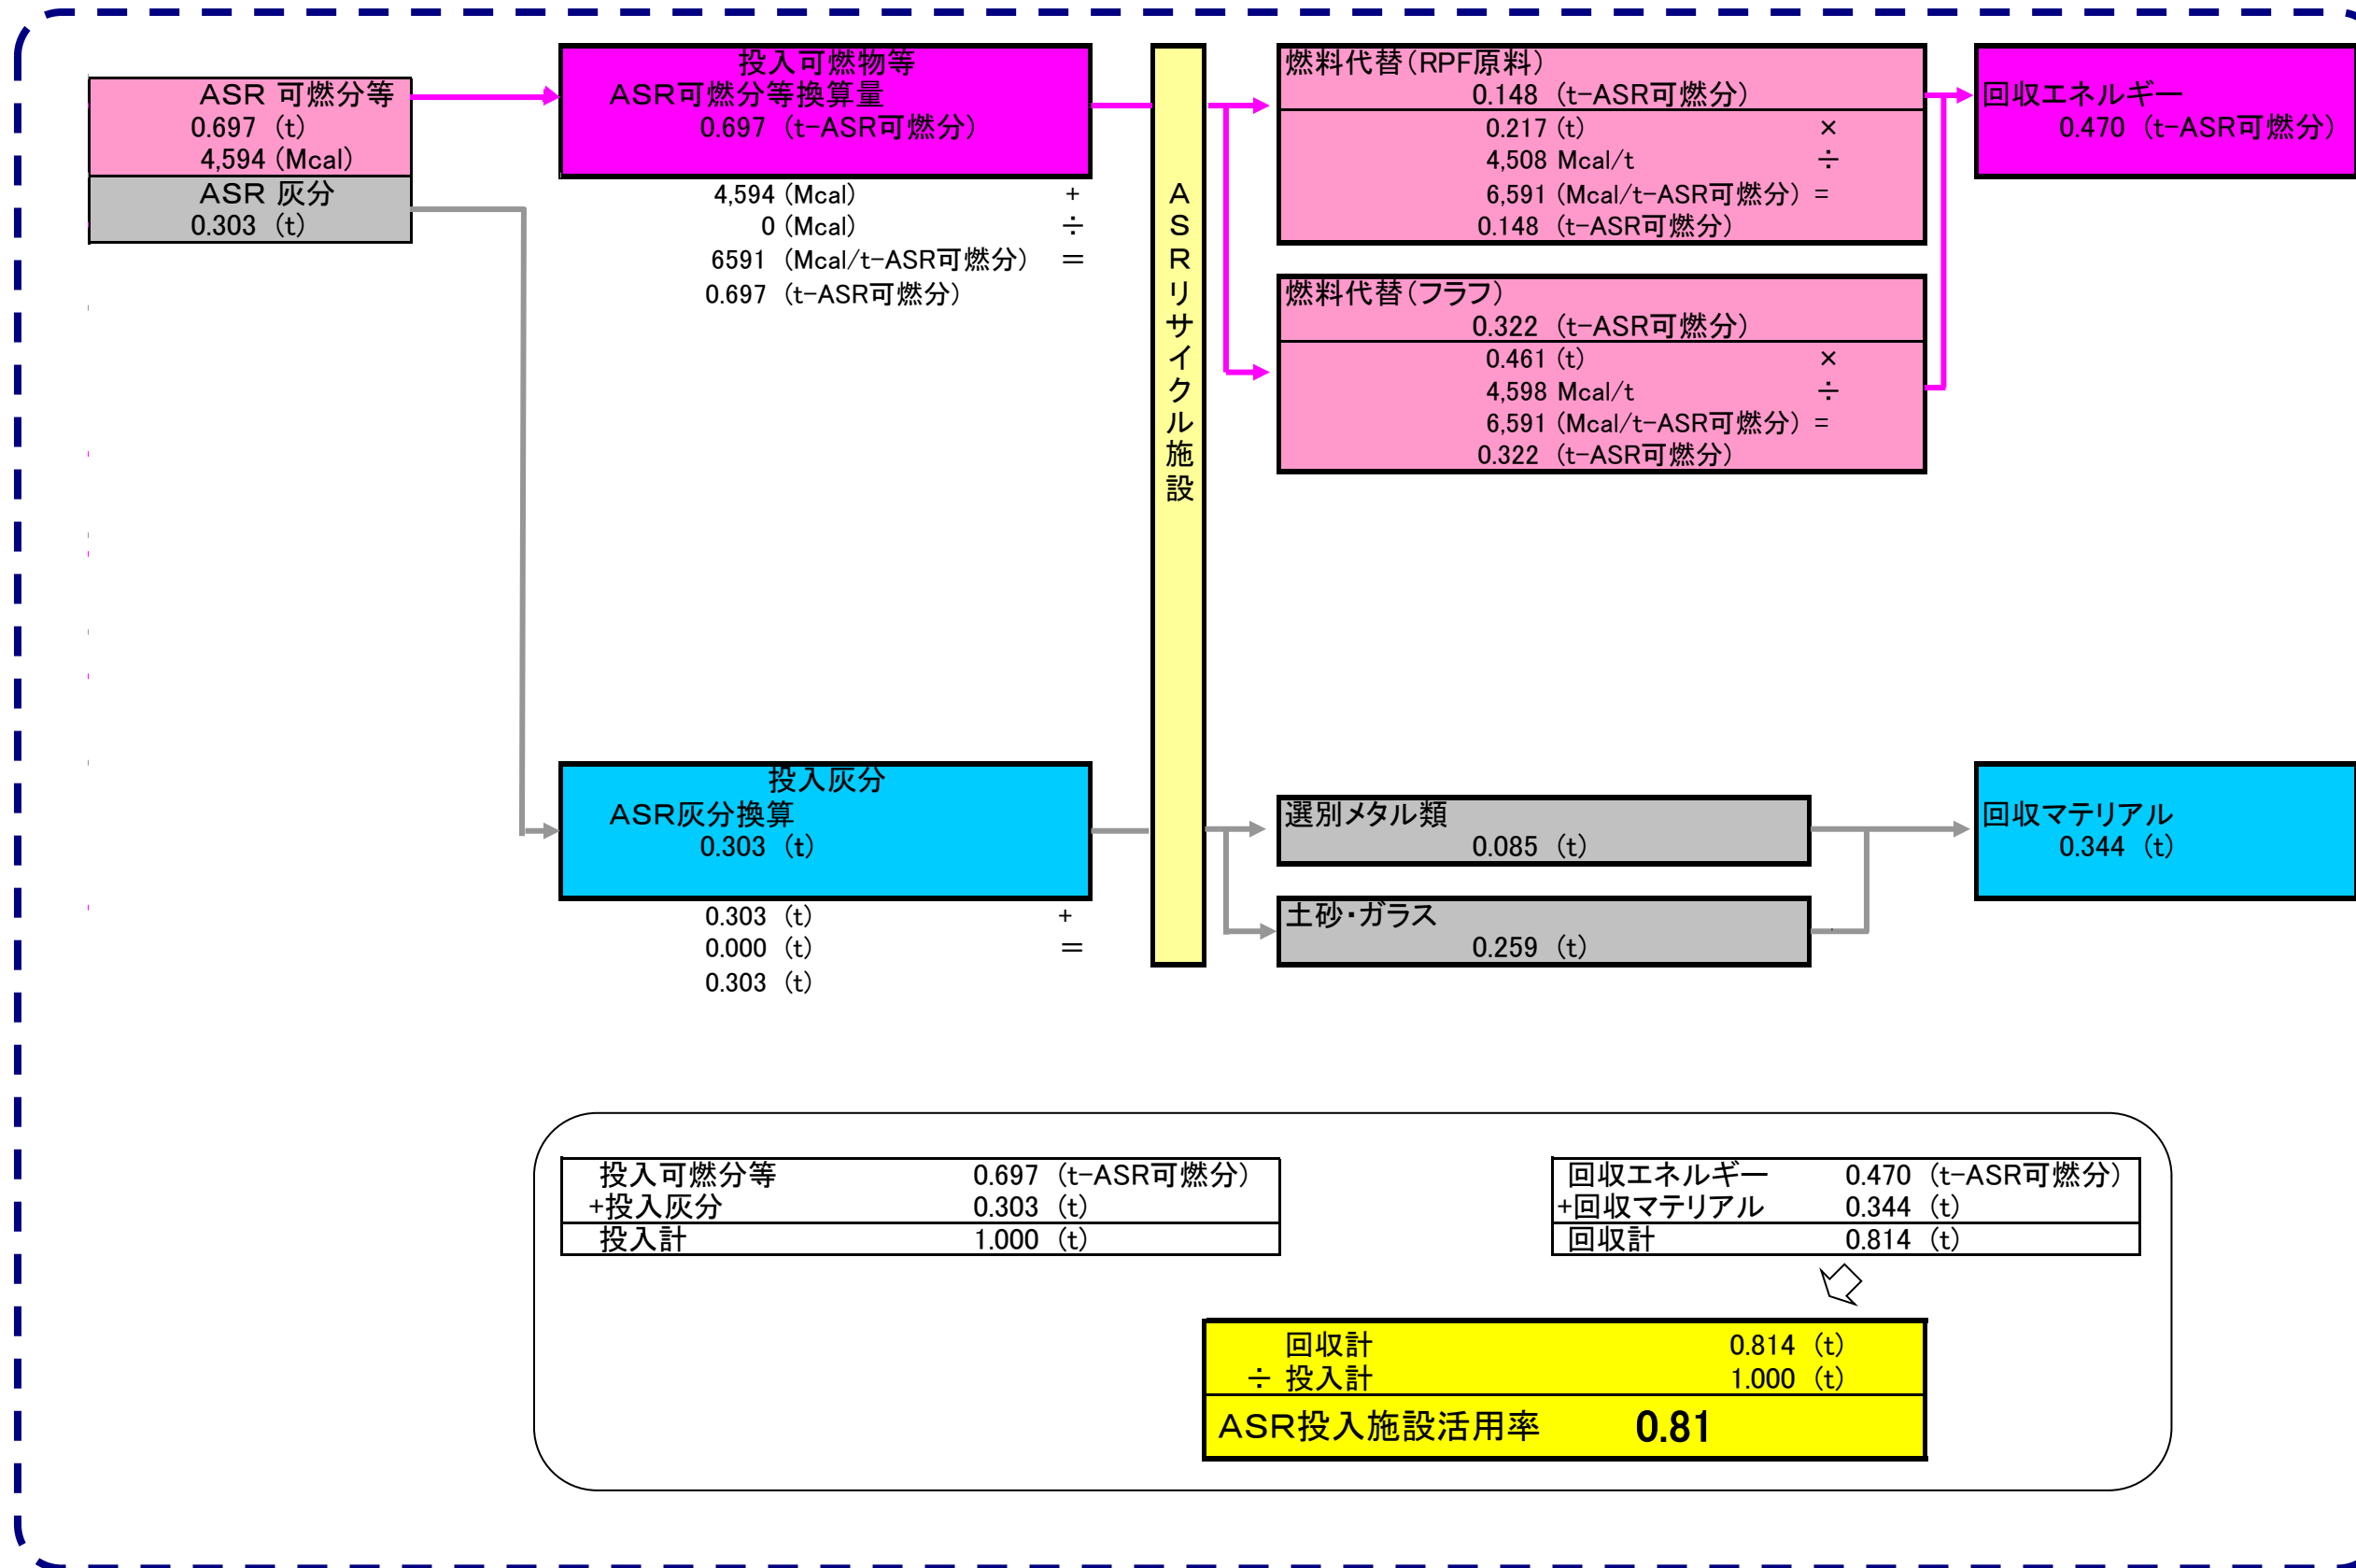 ASR 可燃分等
0.697 (t)
4,594 (Mcal)
ASR 灰分
0.303 (t)
投入可燃物等
ASR可燃分等換算量
0.697 (t-ASR可燃分)
4,594 (Mcal) +
0 (Mcal) ÷
6591 (Mcal/t-ASR可燃分) =
0.697 (t-ASR可燃分)
投入灰分
ASR灰分換算
0.303 (t)
0.303 (t) +
0.000 (t) =
0.303 (t)
ASRリサイクル施設
燃料代替(RPF原料)
0.148 (t-ASR可燃分)
0.217 (t) ×
4,508 Mcal/t ÷
6,591 (Mcal/t-ASR可燃分) =
0.148 (t-ASR可燃分)
燃料代替(フラフ)
0.322 (t-ASR可燃分)
0.461 (t) ×
4,598 Mcal/t ÷
6,591 (Mcal/t-ASR可燃分) =
0.322 (t-ASR可燃分)
選別メタル類
0.085 (t)
土砂・ガラス
0.259 (t)
回収エネルギー
0.470 (t-ASR可燃分)
回収マテリアル
0.344 (t)
投入可燃分等 0.697 (t-ASR可燃分)
+投入灰分 0.303 (t)
投入計 1.000 (t)
回収エネルギー 0.470 (t-ASR可燃分)
+回収マテリアル 0.344 (t)
回収計 0.814 (t)
回収計 0.814 (t)
÷ 投入計 1.000 (t)
ASR投入施設活用率 0.81